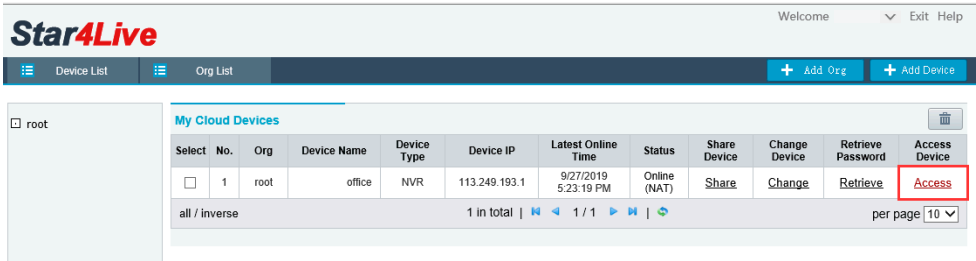 Welcome Exit Help
Star4Live
Device List Org List Add Org Add Device
root
My Cloud Devices
Select No. Org Device Name Device Type Device IP Latest Online Time Status Share Device Change Device Retrieve Password Access Device
1 root office NVR 113.249.193.1 9/27/2019 5:23:19 PM Online (NAT) Share Change Retrieve Access
all / inverse 1 in total | 1 / 1 | per page 10